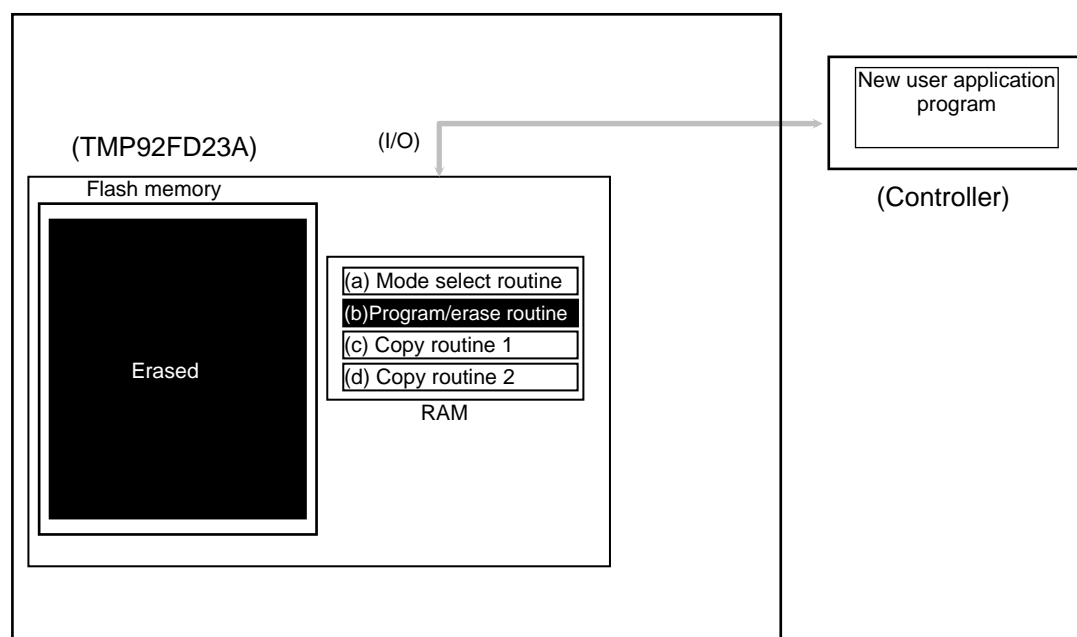 New user application
program
(TMP92FD23A)
(I/O)
(Controller)
Flash memory
(a) Mode select routine
(b)Program/erase routine
(c) Copy routine 1
(d) Copy routine 2
Erased
RAM